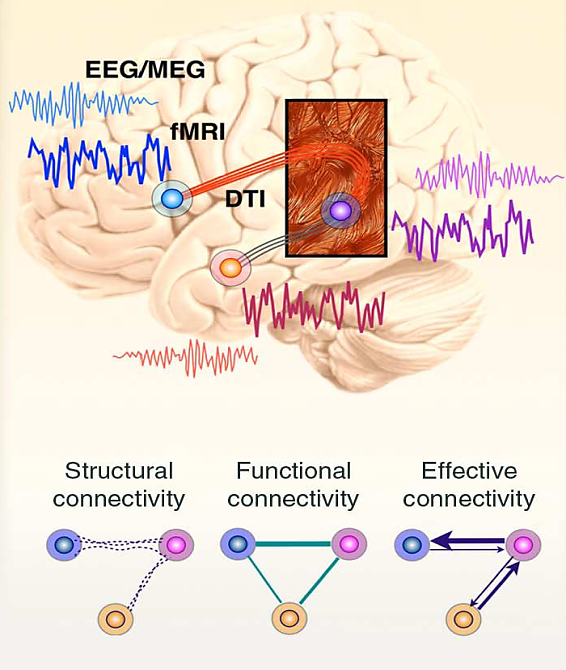 EEG/MEG
fMRI
DTI
Structural
connectivity
Functional
connectivity
Effective
connectivity